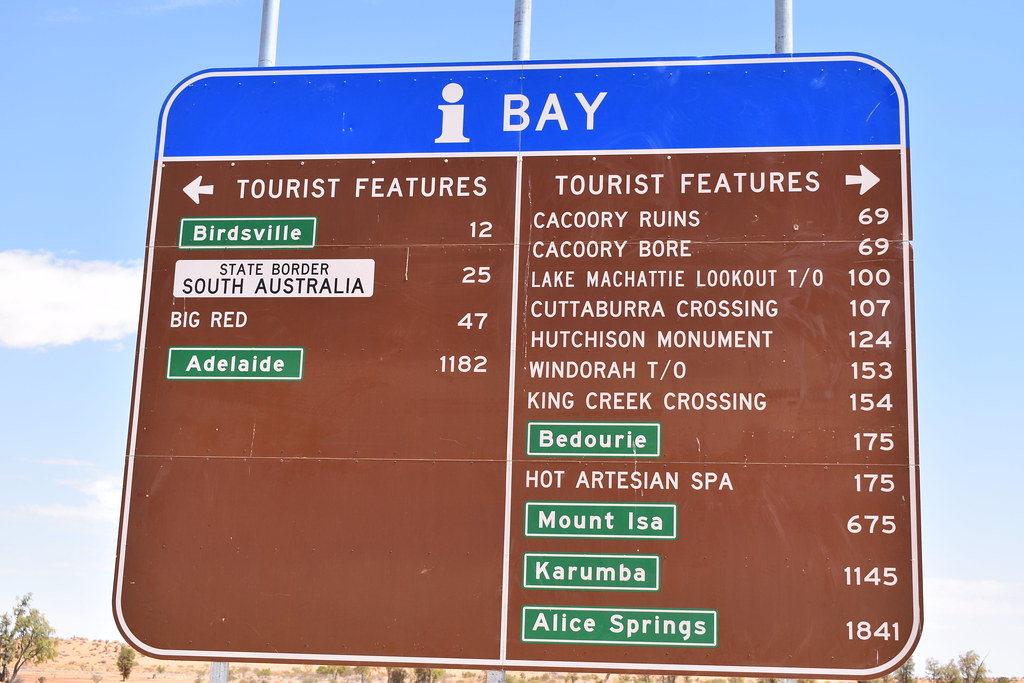 i BAY
← TOURIST FEATURES
Birdsville 12
STATE BORDER
SOUTH AUSTRALIA 25
BIG RED 47
Adelaide 1182
TOURIST FEATURES →
CACOORY RUINS 69
CACOORY BORE 69
LAKE MACHATTIE LOOKOUT T/O 100
CUTTABURRA CROSSING 107
HUTCHISON MONUMENT 124
WINDORAH T/O 153
KING CREEK CROSSING 154
Bedourie 175
HOT ARTESIAN SPA 175
Mount Isa 675
Karumba 1145
Alice Springs 1841